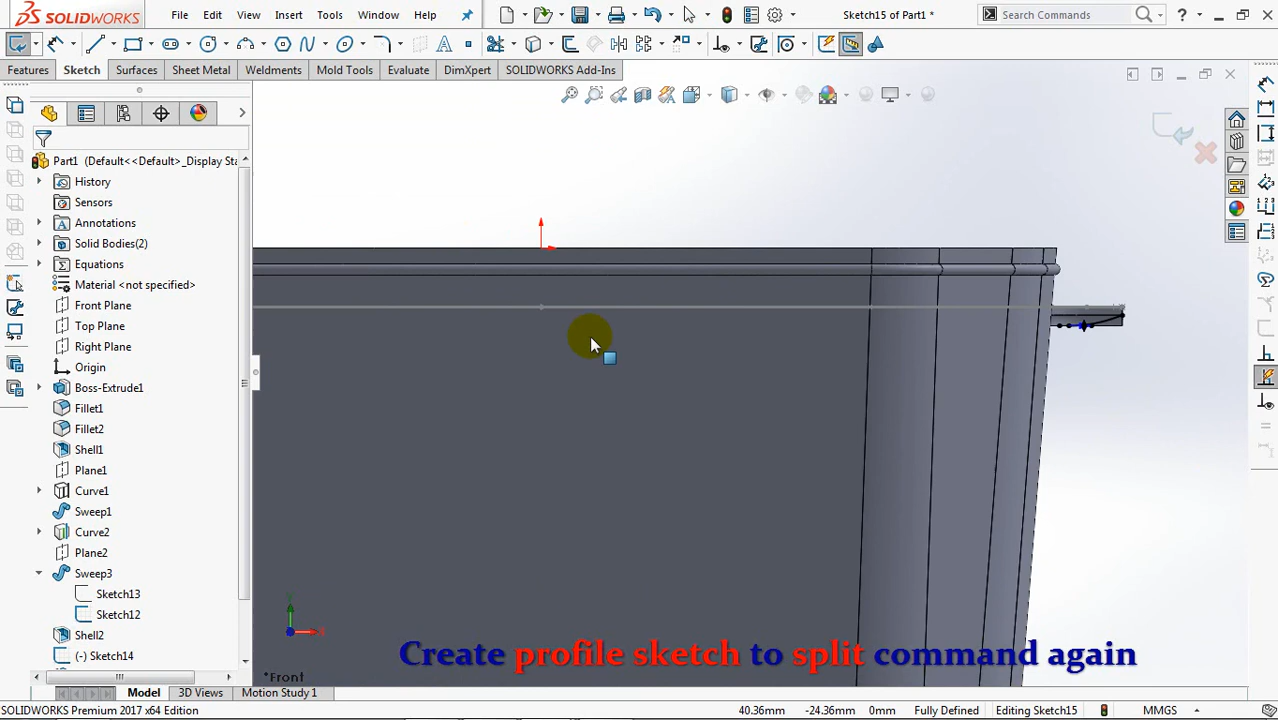 SOLIDWORKS File Edit View Insert Tools Window Help Sketch15 of Part1 * Search Commands
Features Sketch Surfaces Sheet Metal Weldments Mold Tools Evaluate DimXpert SOLIDWORKS Add-Ins
Part1 (Default<<Default>_Display Sta
History
Sensors
Annotations
Solid Bodies(2)
Equations
Material <not specified>
Front Plane
Top Plane
Right Plane
Origin
Boss-Extrude1
Fillet1
Fillet2
Shell1
Plane1
Curve1
Sweep1
Curve2
Plane2
Sweep3
Sketch13
Sketch12
Shell2
(-) Sketch14
Create profile sketch to split command again
*Front
Model 3D Views Motion Study 1
SOLIDWORKS Premium 2017 x64 Edition 40.36mm -24.36mm 0mm Fully Defined Editing Sketch15 MMGS